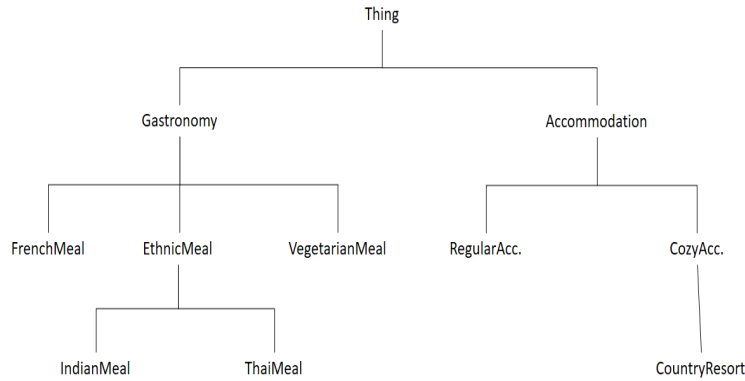 Thing
Gastronomy Accommodation
FrenchMeal EthnicMeal VegetarianMeal RegularAcc. CozyAcc.
IndianMeal ThaiMeal CountryResort